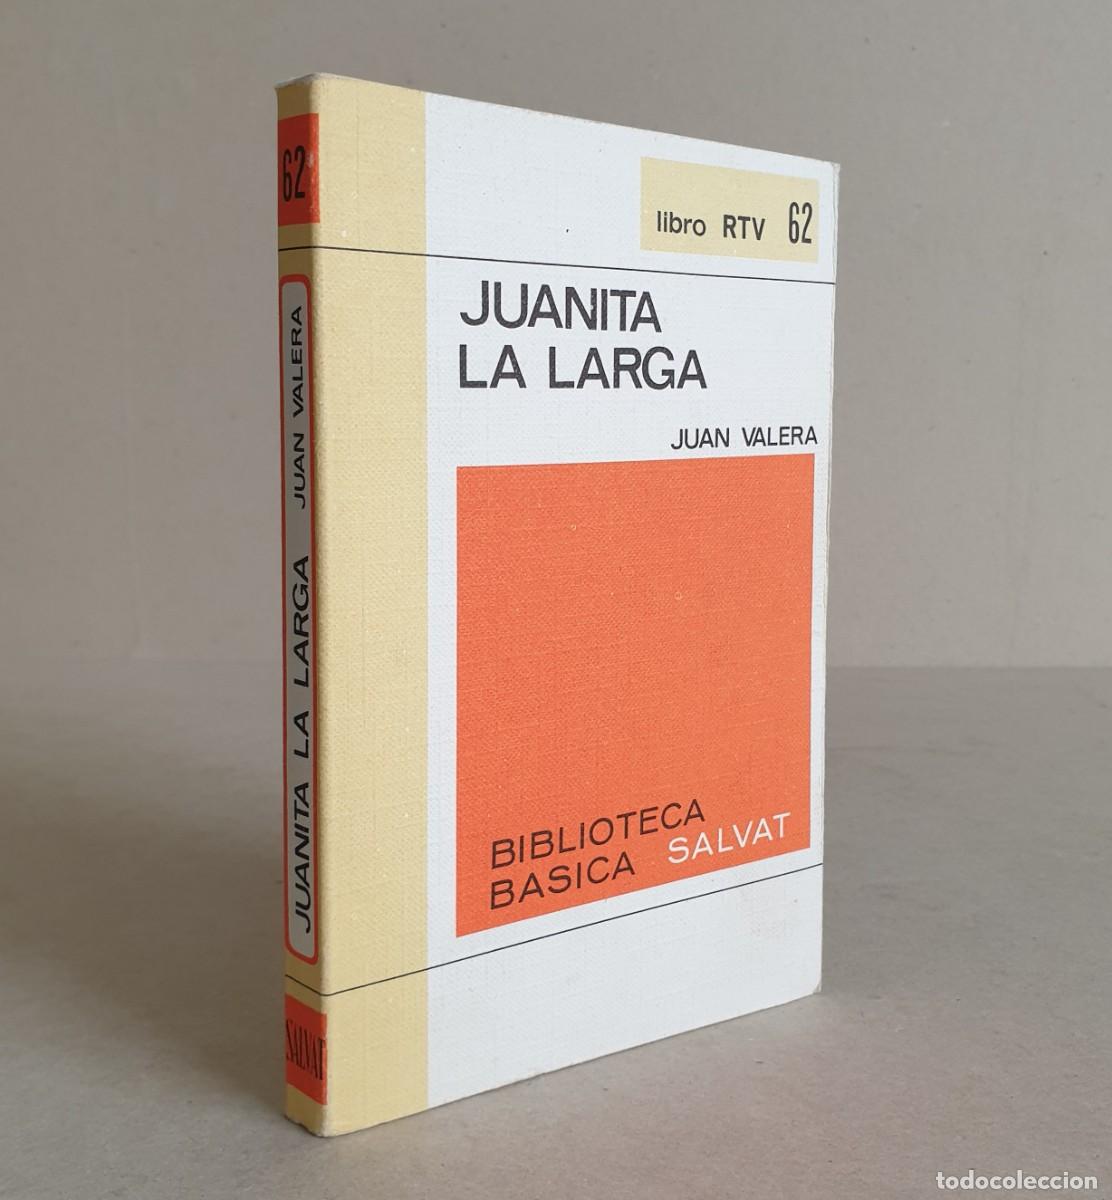 62
JUANITA LA LARGA JUAN VALERA
SALVAT
libro RTV 62
JUANITA
LA LARGA
JUAN VALERA
BIBLIOTECA
BASICA SALVAT
todocoleccion